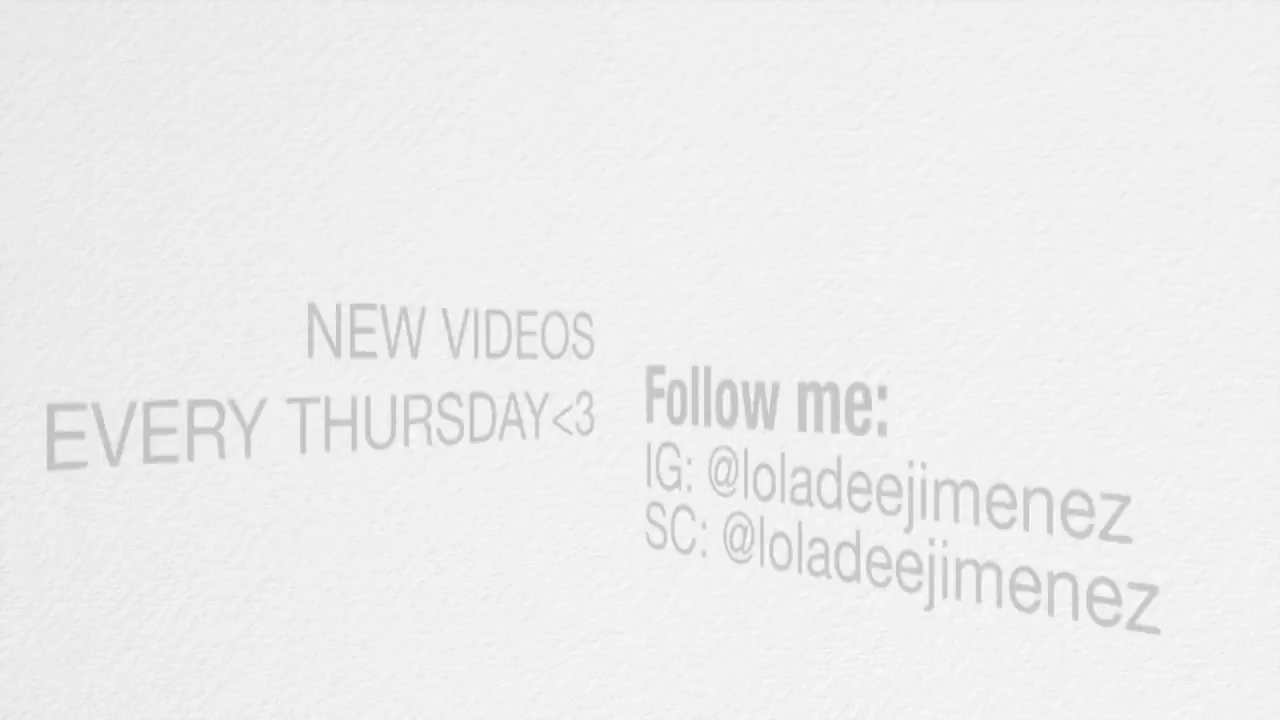 NEW VIDEOS
EVERY THURSDAY<3
Follow me:
IG: @loladeejimenez
SC: @loladeejimenez